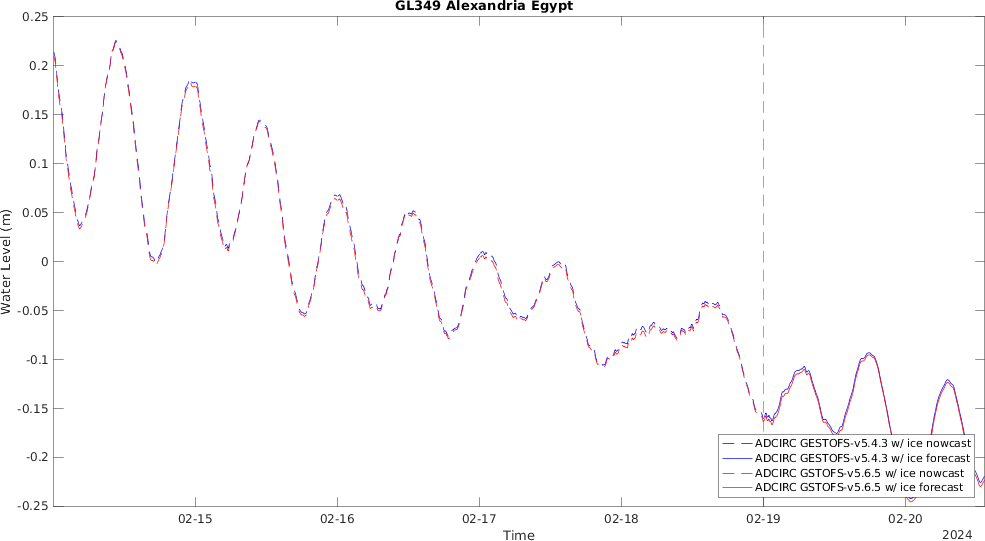 GL349 Alexandria Egypt
0.25
0.2
0.15
0.1
0.05
0
-0.05
-0.1
-0.15
-0.2
-0.25
Water Level (m)
ADCIRC GESTOFS-v5.4.3 w/ ice nowcast
ADCIRC GESTOFS-v5.4.3 w/ ice forecast
ADCIRC GSTOFS-v5.6.5 w/ ice nowcast
ADCIRC GSTOFS-v5.6.5 w/ ice forecast
02-15 02-16 02-17 02-18 02-19 02-20
Time
2024